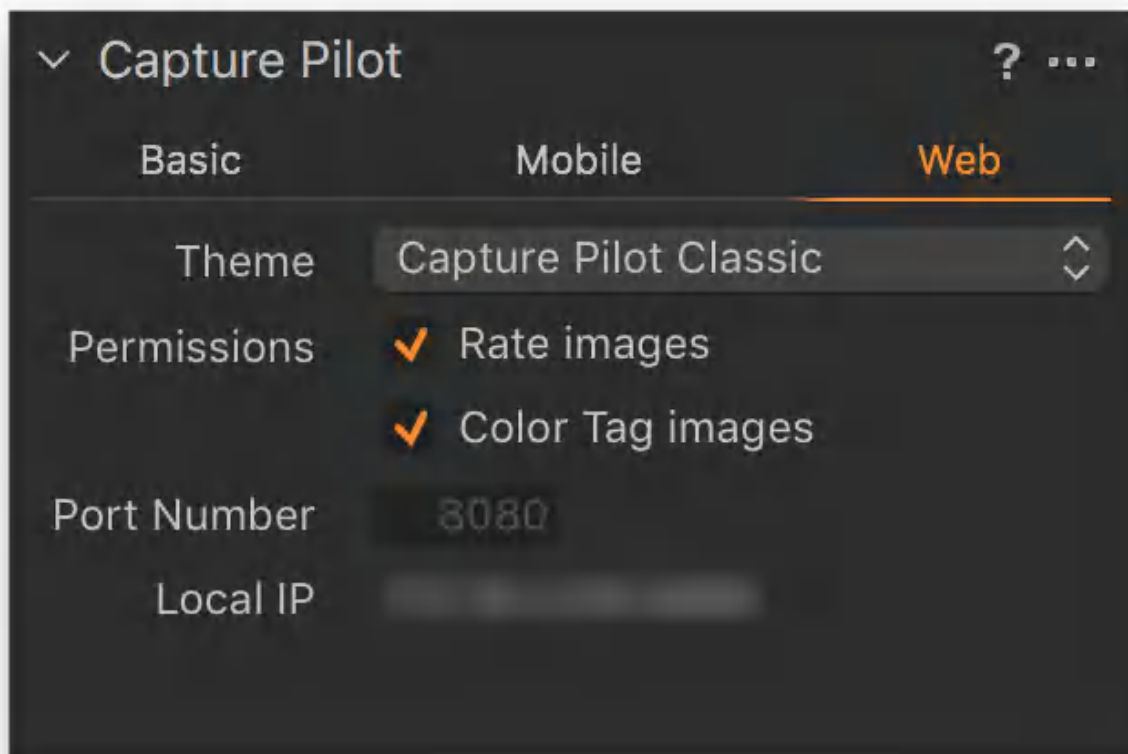 Capture Pilot ? ...
Basic Mobile Web
Theme Capture Pilot Classic
Permissions Rate images
Color Tag images
Port Number 8080
Local IP